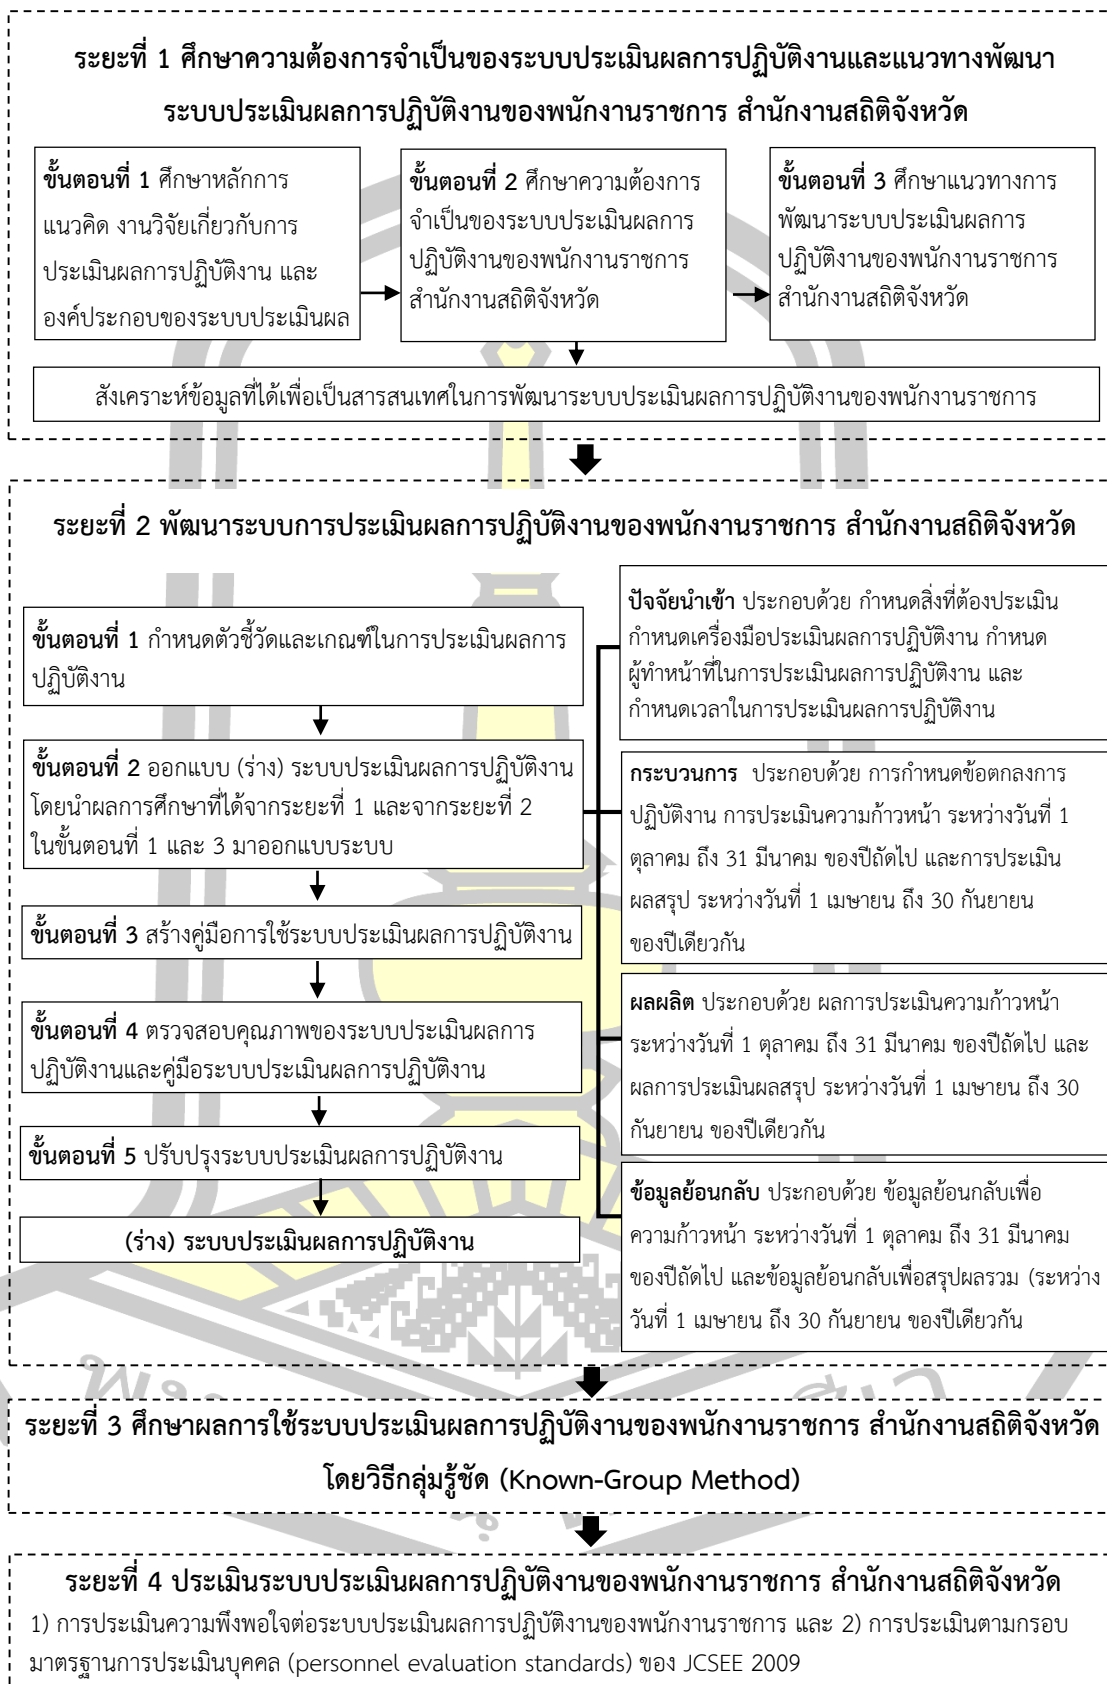 ระยะที่ 1 ศึกษาความต้องการจำเป็นของระบบประเมินผลการปฏิบัติงานและแนวทางพัฒนา
ระบบประเมินผลการปฏิบัติงานของพนักงานราชการ สำนักงานสถิติจังหวัด
ขั้นตอนที่ 1 ศึกษาหลักการ
แนวคิด งานวิจัยเกี่ยวกับการ
ประเมินผลการปฏิบัติงาน และ
องค์ประกอบของระบบประเมินผล
ขั้นตอนที่ 2 ศึกษาความต้องการ
จำเป็นของระบบประเมินผลการ
ปฏิบัติงานของพนักงานราชการ
สำนักงานสถิติจังหวัด
ขั้นตอนที่ 3 ศึกษาแนวทางการ
พัฒนาระบบประเมินผลการ
ปฏิบัติงานของพนักงานราชการ
สำนักงานสถิติจังหวัด
สังเคราะห์ข้อมูลที่ได้เพื่อเป็นสารสนเทศในการพัฒนาระบบประเมินผลการปฏิบัติงานของพนักงานราชการ
ระยะที่ 2 พัฒนาระบบการประเมินผลการปฏิบัติงานของพนักงานราชการ สำนักงานสถิติจังหวัด
ขั้นตอนที่ 1 กำหนดตัวชี้วัดและเกณฑ์ในการประเมินผลการ
ปฏิบัติงาน
ขั้นตอนที่ 2 ออกแบบ (ร่าง) ระบบประเมินผลการปฏิบัติงาน
โดยนำผลการศึกษาที่ได้จากระยะที่ 1 และจากระยะที่ 2
ในขั้นตอนที่ 1 และ 3 มาออกแบบระบบ
ขั้นตอนที่ 3 สร้างคู่มือการใช้ระบบประเมินผลการปฏิบัติงาน
ขั้นตอนที่ 4 ตรวจสอบคุณภาพของระบบประเมินผลการ
ปฏิบัติงานและคู่มือระบบประเมินผลการปฏิบัติงาน
ขั้นตอนที่ 5 ปรับปรุงระบบประเมินผลการปฏิบัติงาน
(ร่าง) ระบบประเมินผลการปฏิบัติงาน
ปัจจัยนำเข้า ประกอบด้วย กำหนดสิ่งที่ต้องประเมิน
กำหนดเครื่องมือประเมินผลการปฏิบัติงาน กำหนด
ผู้ทำหน้าที่ในการประเมินผลการปฏิบัติงาน และ
กำหนดเวลาในการประเมินผลการปฏิบัติงาน
กระบวนการ ประกอบด้วย การกำหนดข้อตกลงการ
ปฏิบัติงาน การประเมินความก้าวหน้า ระหว่างวันที่ 1
ตุลาคม ถึง 31 มีนาคม ของปีถัดไป และการประเมิน
ผลสรุป ระหว่างวันที่ 1 เมษายน ถึง 30 กันยายน
ของปีเดียวกัน
ผลผลิต ประกอบด้วย ผลการประเมินความก้าวหน้า
ระหว่างวันที่ 1 ตุลาคม ถึง 31 มีนาคม ของปีถัดไป และ
ผลการประเมินผลสรุป ระหว่างวันที่ 1 เมษายน ถึง 30
กันยายน ของปีเดียวกัน
ข้อมูลย้อนกลับ ประกอบด้วย ข้อมูลย้อนกลับเพื่อ
ความก้าวหน้า ระหว่างวันที่ 1 ตุลาคม ถึง 31 มีนาคม
ของปีถัดไป และข้อมูลย้อนกลับเพื่อสรุปผลรวม (ระหว่าง
วันที่ 1 เมษายน ถึง 30 กันยายน ของปีเดียวกัน
ระยะที่ 3 ศึกษาผลการใช้ระบบประเมินผลการปฏิบัติงานของพนักงานราชการ สำนักงานสถิติจังหวัด
โดยวิธีกลุ่มรู้ชัด (Known-Group Method)
ระยะที่ 4 ประเมินระบบประเมินผลการปฏิบัติงานของพนักงานราชการ สำนักงานสถิติจังหวัด
1) การประเมินความพึงพอใจต่อระบบประเมินผลการปฏิบัติงานของพนักงานราชการ และ 2) การประเมินตามกรอบ
มาตรฐานการประเมินบุคคล (personnel evaluation standards) ของ JCSEE 2009